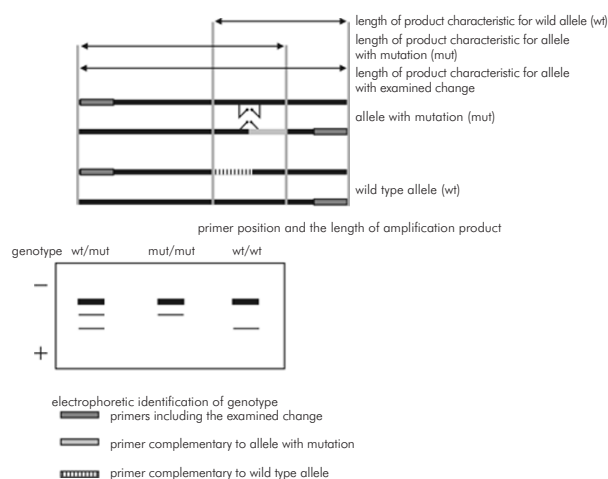 length of product characteristic for wild allele (wt)
length of product characteristic for allele
with mutation (mut)
length of product characteristic for allele
with examined change
allele with mutation (mut)
wild type allele (wt)
primer position and the length of amplification product
genotype wt/mut mut/mut wt/wt
−
+
electrophoretic identification of genotype
primers including the examined change
primer complementary to allele with mutation
primer complementary to wild type allele